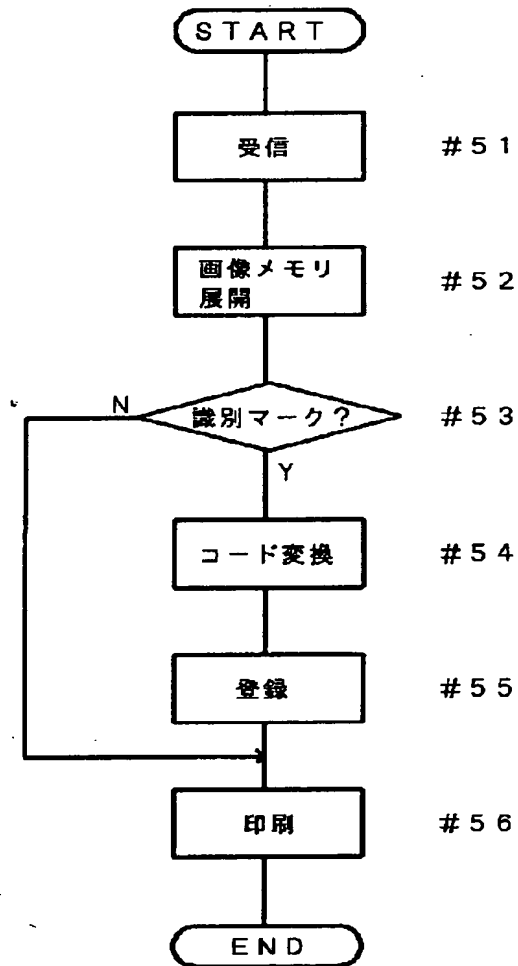 START
受信 #51
画像メモリ
展開 #52
識別マーク? #53
N
Y
コード変換 #54
登録 #55
印刷 #56
END